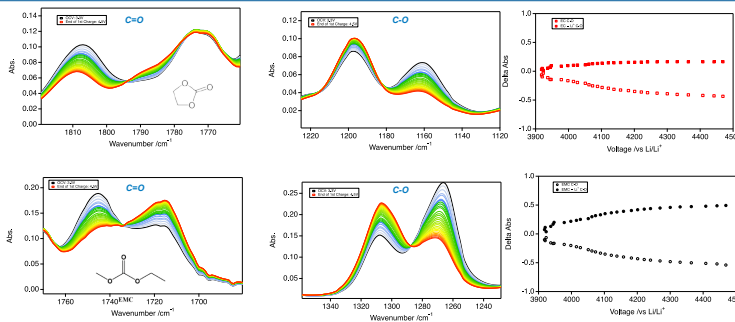 C=O
0.14
0.12
0.10
0.08
0.06
0.04
0.02
Abs.
1810
1800
1790
1780
1770
Wavenumber /cm⁻¹
O
O
O
C-O
0.12
0.10
0.08
0.06
0.04
0.02
Abs.
1220
1200
1180
1160
1140
1120
Wavenumber /cm⁻¹
1.0
0.5
0.0
-0.5
-1.0
Delta Abs
3900
4000
4100
4200
4300
4400
450
Voltage /vs Li/Li⁺
C=O
0.20
0.15
0.10
0.05
0.00
Abs.
1760
1740
1720
1700
Wavenumber /cm⁻¹
O
O
O
EMC
C-O
0.25
0.20
0.15
0.10
0.05
Abs.
1340
1320
1300
1280
1260
1240
Wavenumber /cm⁻¹
1.0
0.5
0.0
-0.5
-1.0
Delta Abs
3900
4000
4100
4200
4300
4400
450
Voltage /vs Li/Li⁺